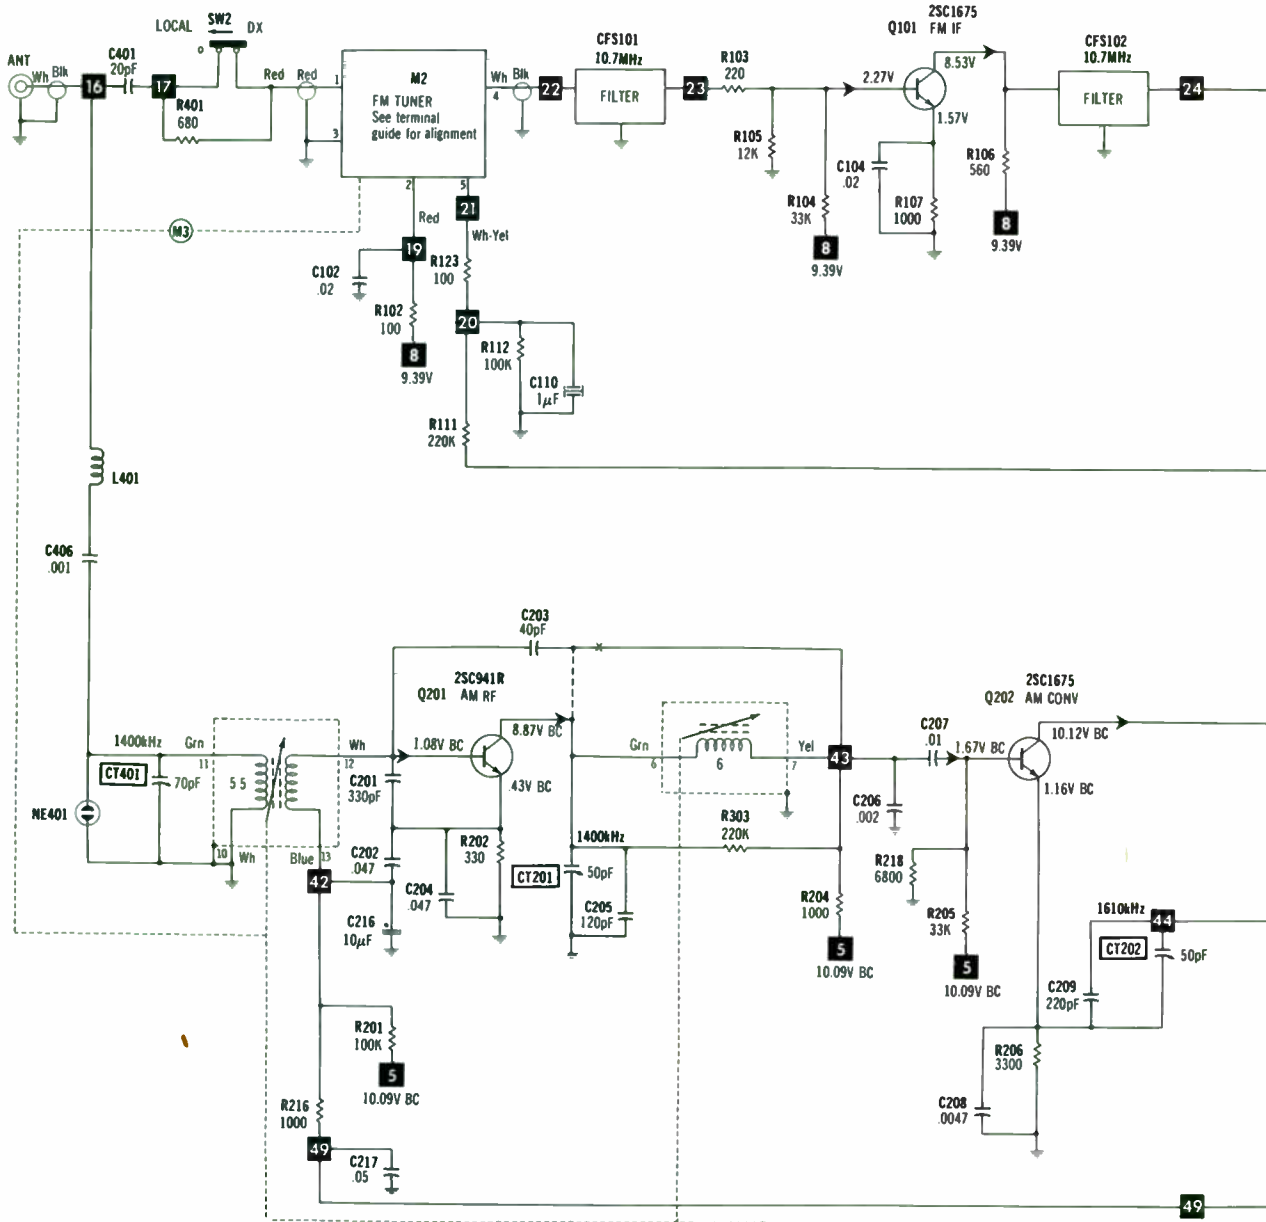 2SC1675
Q101 FM IF
LOCAL SW2 DX
ANT
Wh Blk
C401
20pF
16
17
R401
680
Red
Red
1
3
M2
FM TUNER
See terminal
guide for alignment
2
5
4
Wh Blk
22
CFS101
10.7MHz
FILTER
23
R103
220
2.27V
8.53V
1.57V
CFS102
10.7MHz
FILTER
24
R105
12K
R104
33K
8
9.39V
C104
.02
R107
1000
R106
560
8
9.39V
M3
Red
19
C102
.02
R102
100
8
9.39V
21
Wh-Yel
R123
100
20
R112
100K
C110
1µF
R111
220K
L401
C406
.001
C203
40pF
2SC941R
Q201 AM RF
8.87V BC
1.08V BC
.43V BC
2SC1675
Q202 AM CONV
10.12V BC
1.67V BC
1.16V BC
1400kHz
CT401
70pF
NE401
Grn
11
55
Wh
12
10
Wh
Blue
13
42
C201
330pF
C202
.047
C204
.047
R202
330
C216
10µF
1400kHz
CT201
50pF
C205
120pF
Grn
6
6
Yel
7
43
R303
220K
R204
1000
5
10.09V BC
C206
.002
C207
.01
R218
6800
R205
33K
5
10.09V BC
1610kHz
44
CT202
50pF
C209
220pF
R206
3300
C208
.0047
R201
100K
5
10.09V BC
R216
1000
49
C217
.05
49